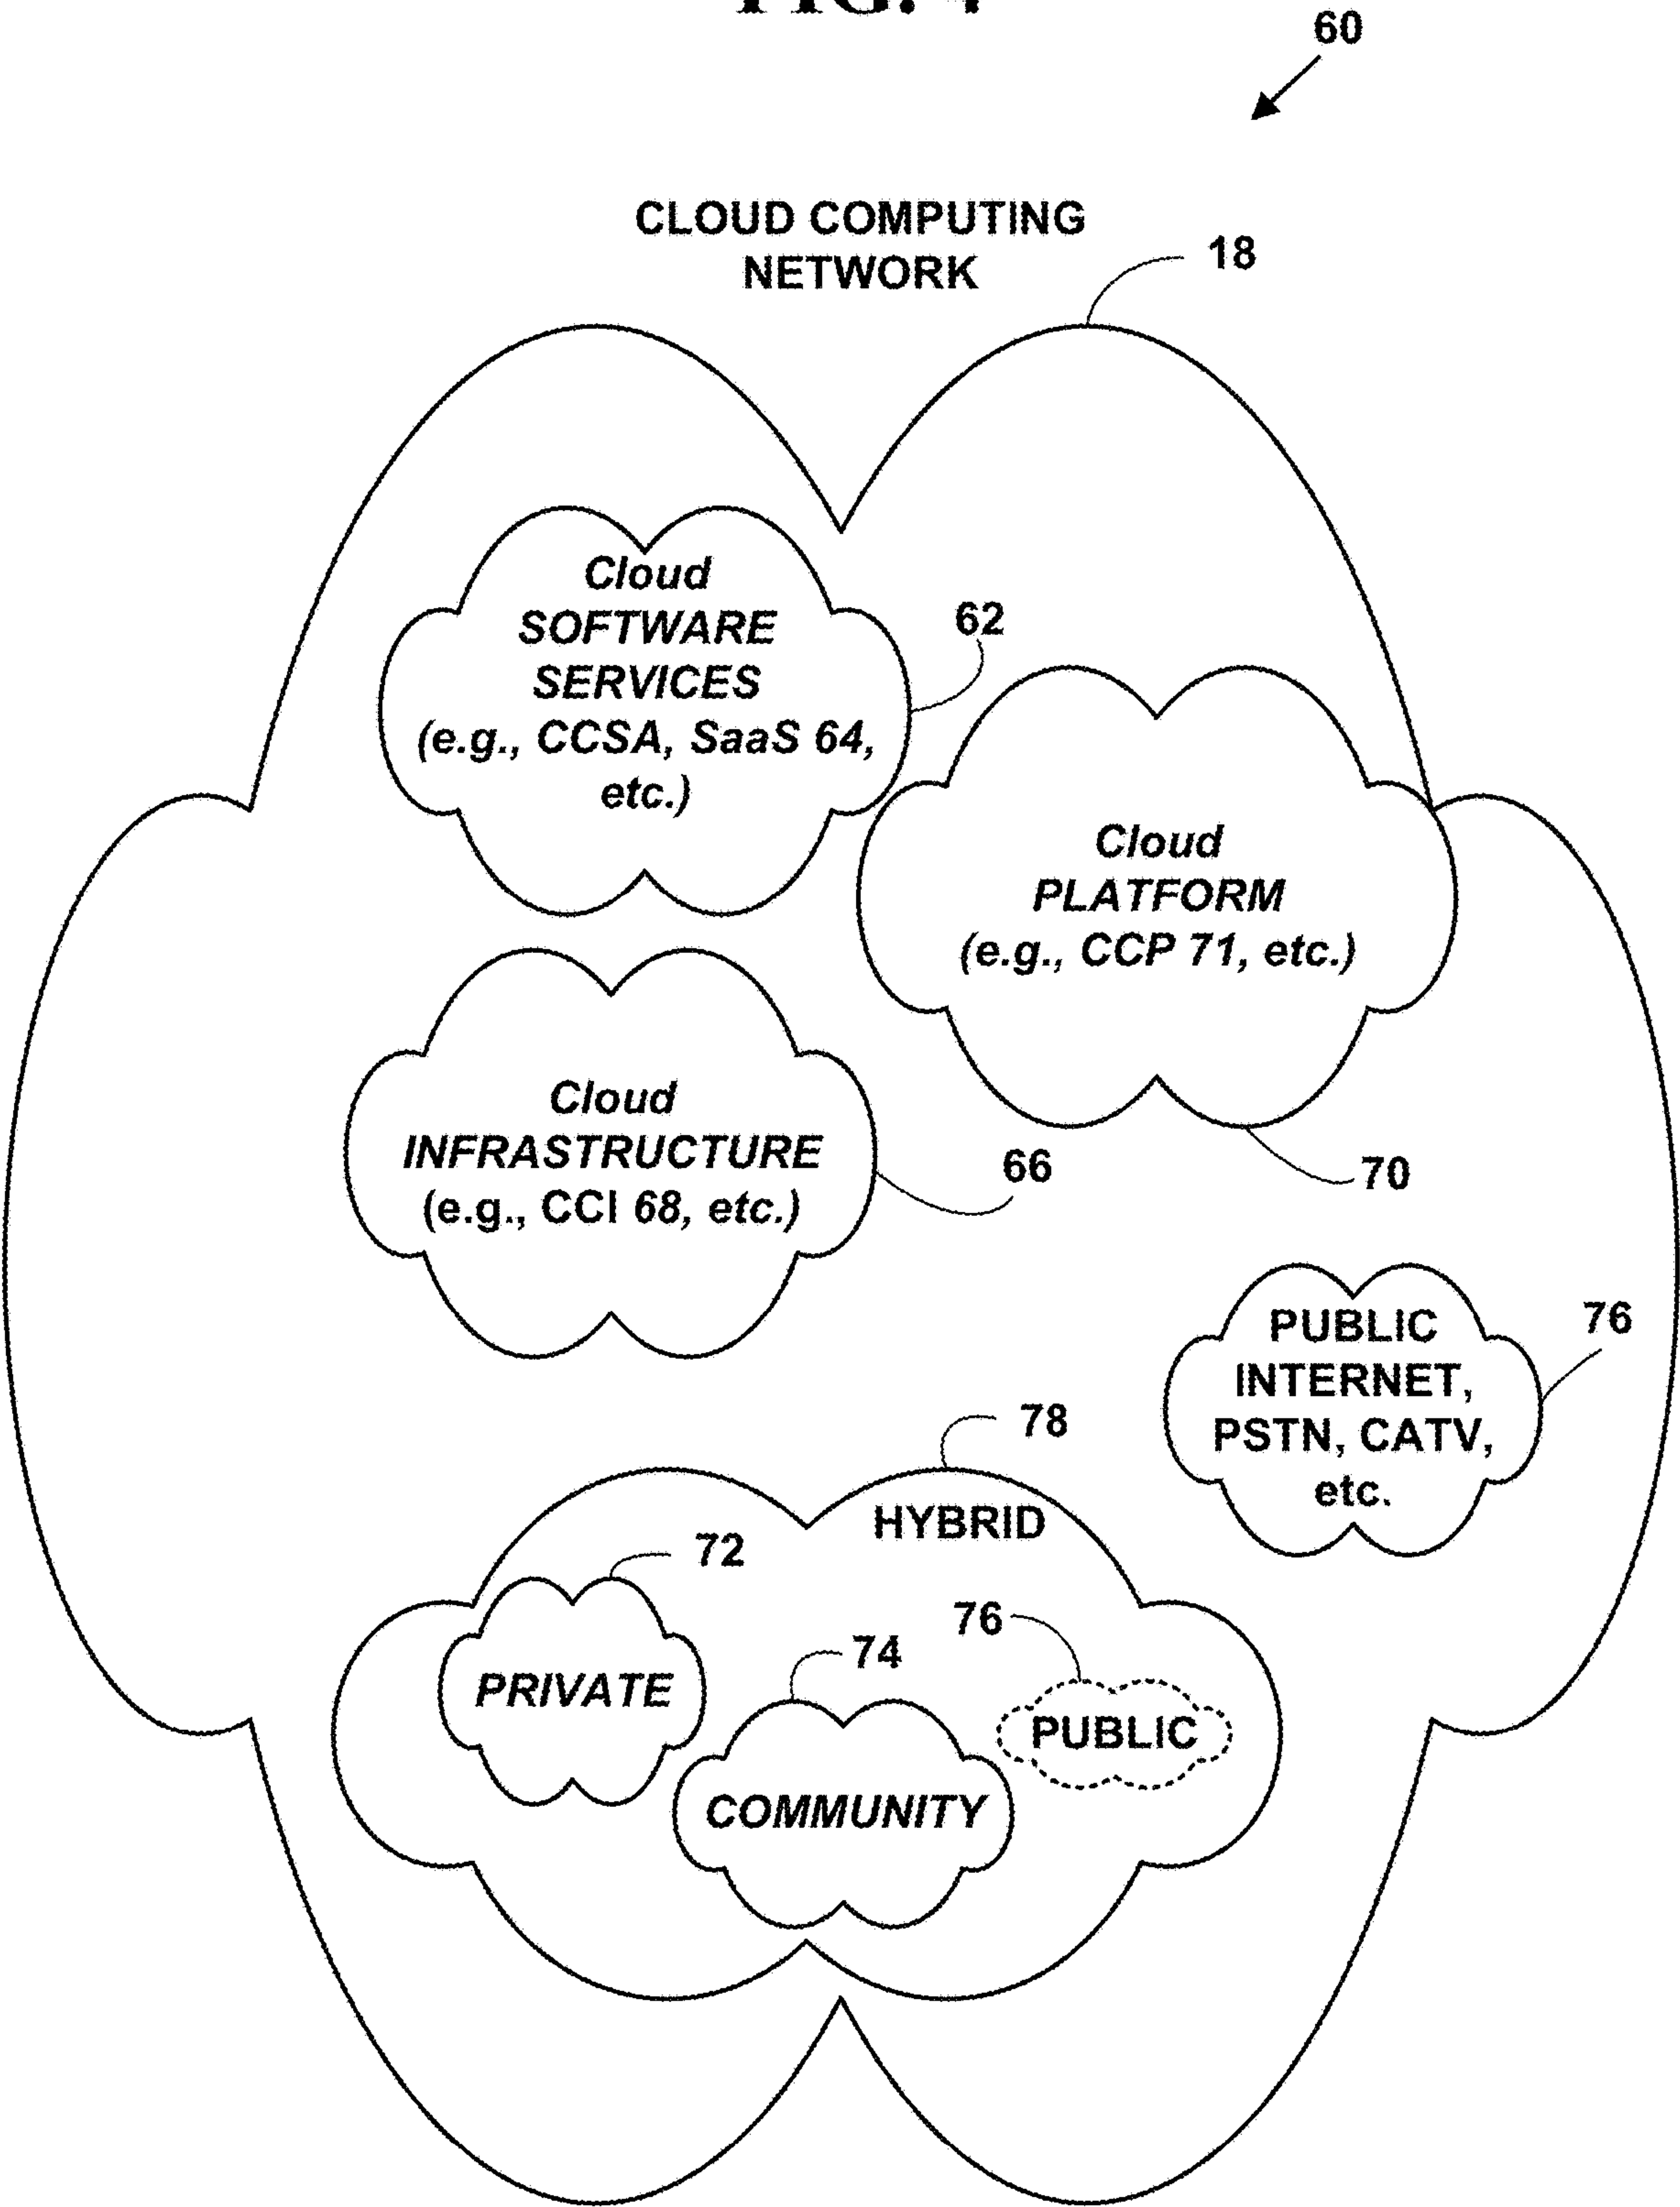 FIG. 4
60
CLOUD COMPUTING
NETWORK
18
Cloud
SOFTWARE
SERVICES
(e.g., CCSA, SaaS 64,
etc.)
62
Cloud
PLATFORM
(e.g., CCP 71, etc.)
70
Cloud
INFRASTRUCTURE
(e.g., CCI 68, etc.)
66
PUBLIC
INTERNET,
PSTN, CATV,
etc.
76
78
HYBRID
72
PRIVATE
74
COMMUNITY
76
PUBLIC